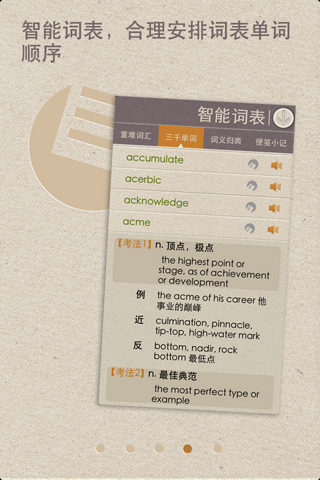 智能词表，合理安排词表单词
顺序
智能词表
重难词汇 三千单词 词义归类 便笺小记
accumulate
acerbic
acknowledge
acme
【考法1】 n. 顶点，极点
the highest point or
stage, as of achievement
or development
例 the acme of his career 他
事业的巅峰
近 culmination, pinnacle,
tip-top, high-water mark
反 bottom, nadir, rock
bottom 最低点
【考法2】 n. 最佳典范
the most perfect type or
example